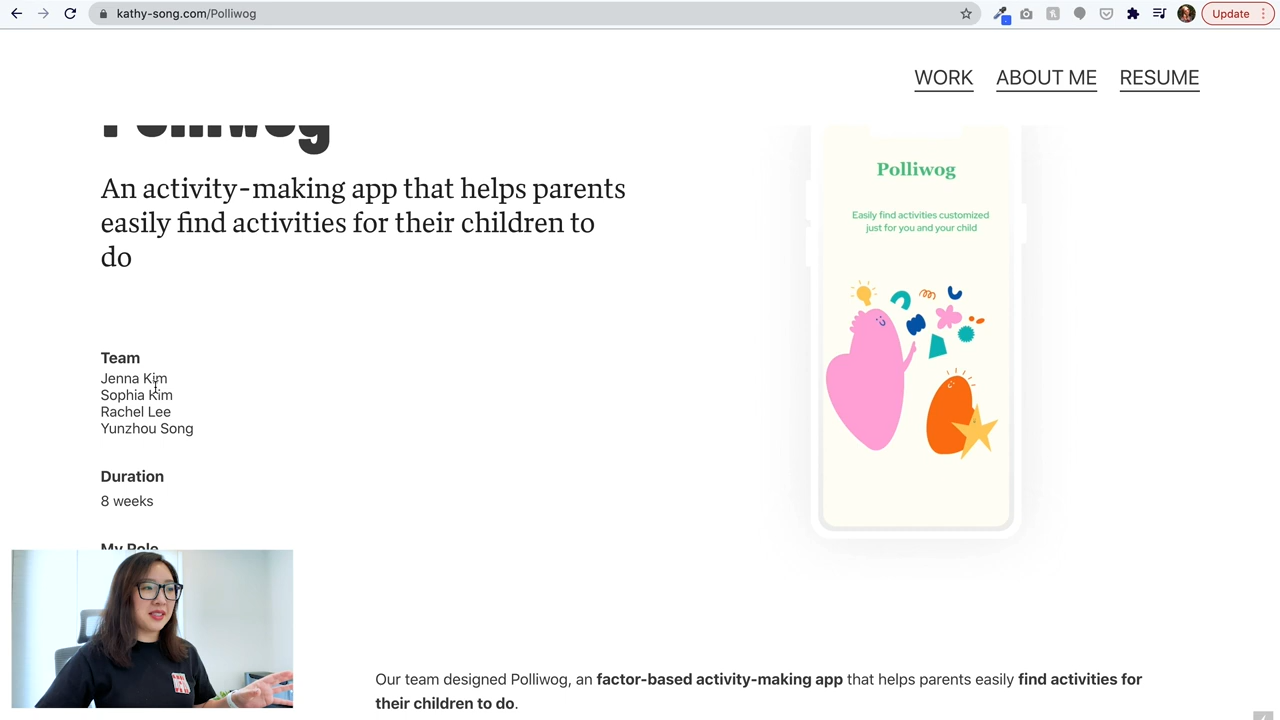 kathy-song.com/Polliwog
Update
WORK ABOUT ME RESUME
Polliwog
An activity-making app that helps parents
easily find activities for their children to
do
Polliwog
Easily find activities customized
just for you and your child
Team
Jenna Kim
Sophia Kim
Rachel Lee
Yunzhou Song
Duration
8 weeks
My Role
Our team designed Polliwog, an factor-based activity-making app that helps parents easily find activities for
their children to do.